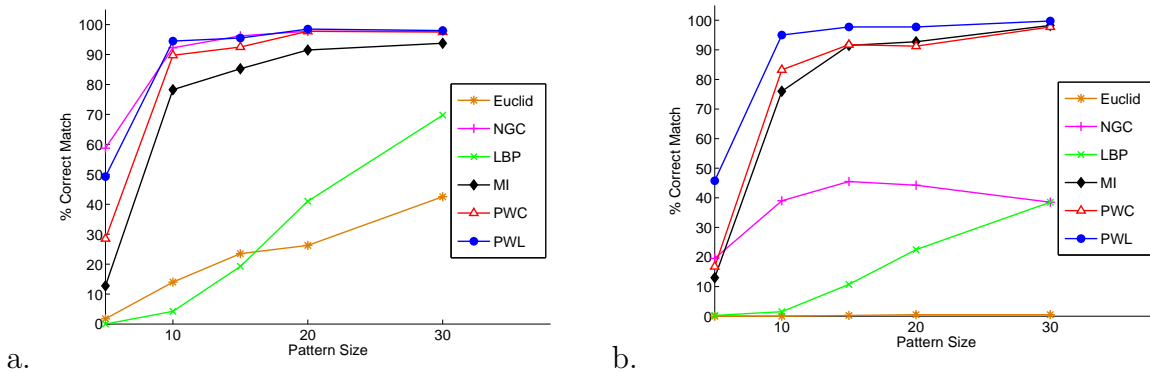 100
90
80
70
60
50
40
30
20
10
0
% Correct Match
10
20
30
Pattern Size
Euclid
NGC
LBP
MI
PWC
PWL
a.
100
90
80
70
60
50
40
30
20
10
0
% Correct Match
10
20
30
Pattern Size
Euclid
NGC
LBP
MI
PWC
PWL
b.